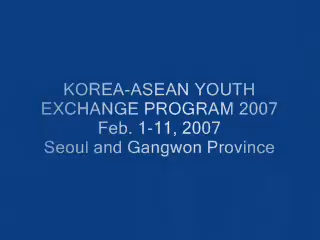 KOREA-ASEAN YOUTH
EXCHANGE PROGRAM 2007
Feb. 1-11, 2007
Seoul and Gangwon Province